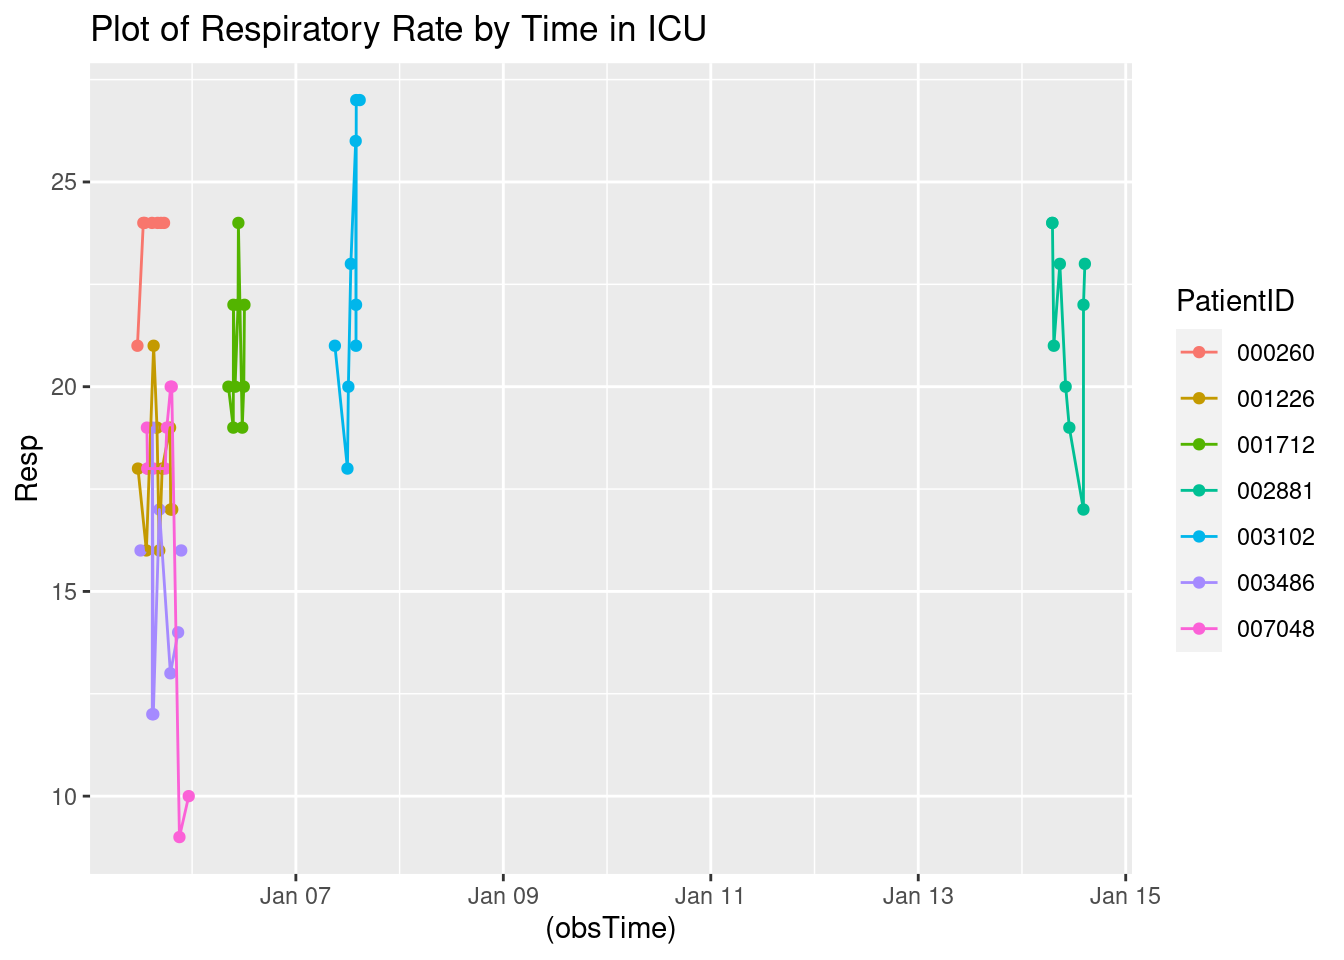 Plot of Respiratory Rate by Time in ICU
Resp
25
20
15
10
Jan 07
Jan 09
Jan 11
Jan 13
Jan 15
(obsTime)
PatientID
000260
001226
001712
002881
003102
003486
007048